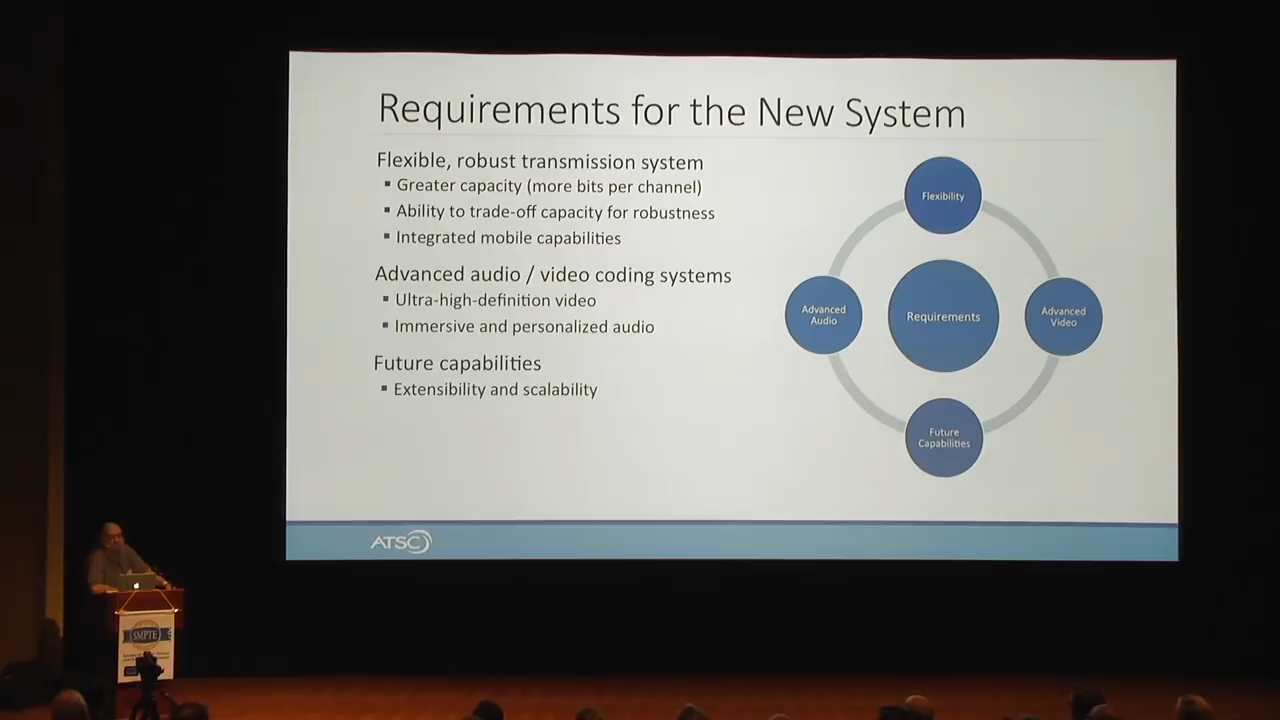 Requirements for the New System
Flexible, robust transmission system
▪ Greater capacity (more bits per channel)
▪ Ability to trade-off capacity for robustness
▪ Integrated mobile capabilities
Advanced audio / video coding systems
▪ Ultra-high-definition video
▪ Immersive and personalized audio
Future capabilities
▪ Extensibility and scalability
Flexibility
Advanced
Audio
Requirements
Advanced
Video
Future
Capabilities
ATSC
SMPTE